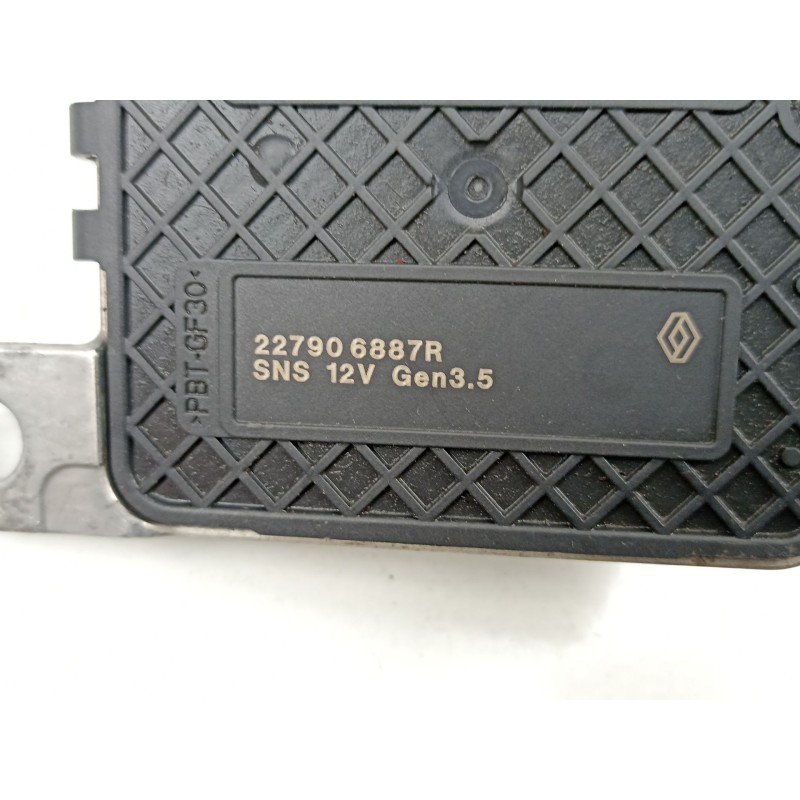 22790 6887R
SNS 12V Gen3.5
>PBT-GF30<